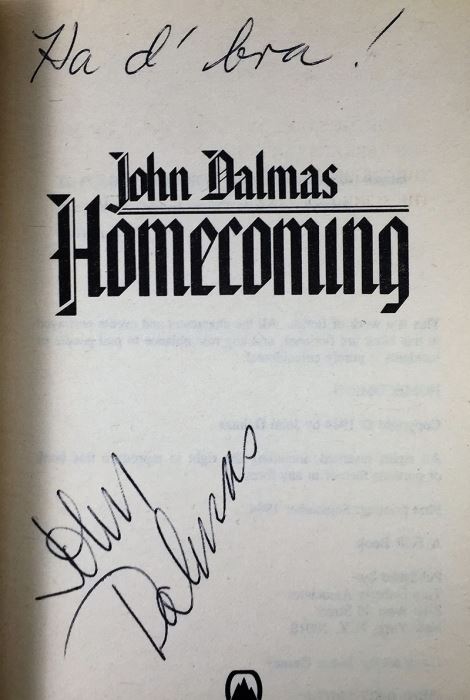 Ha d' bra!
John Dalmas
Homecoming
John
Dalmas